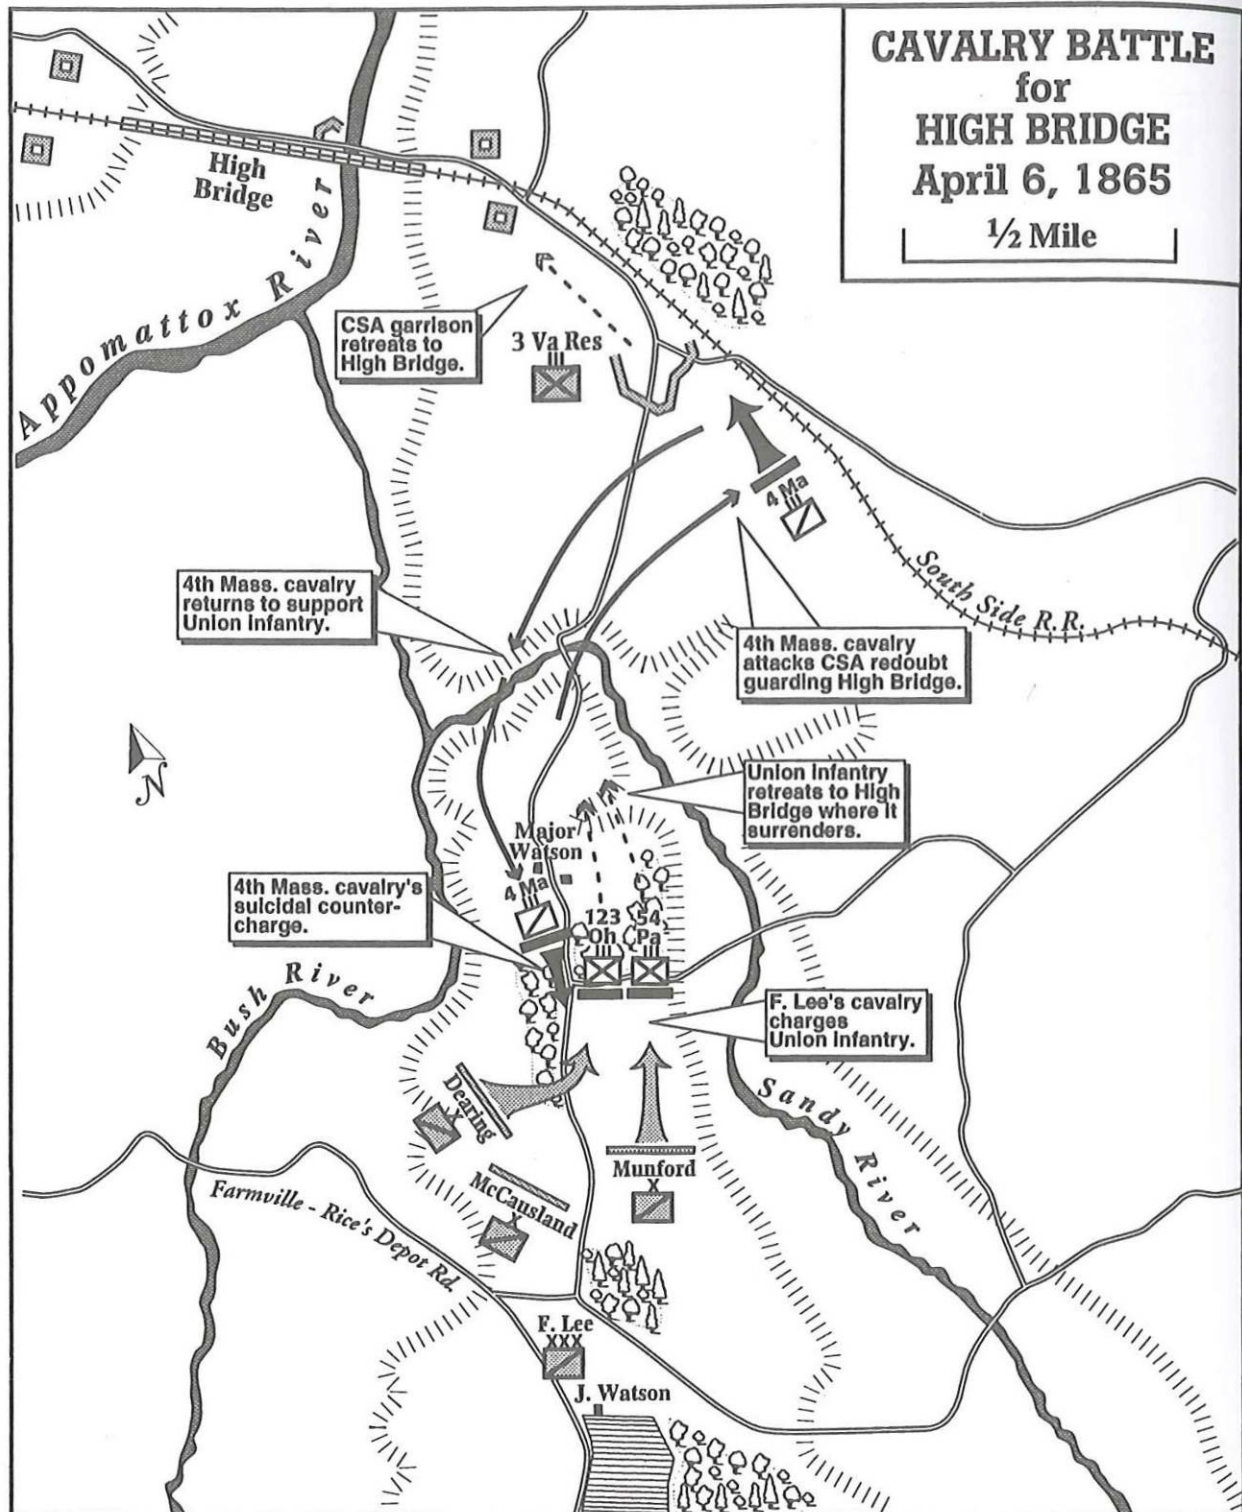 CAVALRY BATTLE
for
HIGH BRIDGE
April 6, 1865
½ Mile
High
Bridge
Appomattox River
CSA garrison
retreats to
High Bridge.
3 Va Res
4 Ma
South Side R.R.
4th Mass. cavalry
returns to support
Union infantry.
4th Mass. cavalry
attacks CSA redoubt
guarding High Bridge.
N
Union infantry
retreats to High
Bridge where it
surrenders.
Major
Watson
4 Ma
4th Mass. cavalry's
suicidal counter-
charge.
123
Oh
54
Pa
Bush River
F. Lee's cavalry
charges
Union infantry.
Dearing
X
Sandy River
Munford
X
McCausland
X
Farmville - Rice's Depot Rd.
F. Lee
XXX
J. Watson